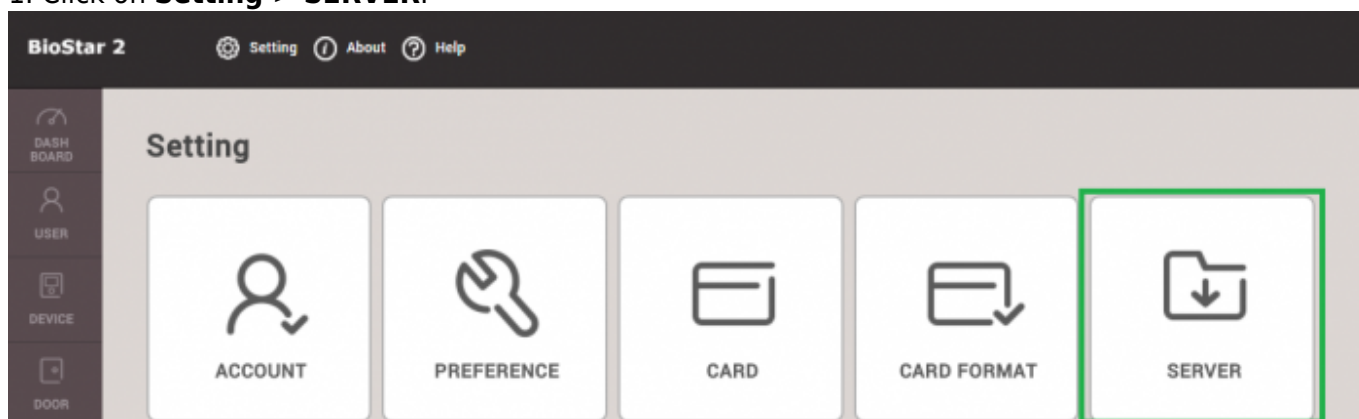 1. Click on Setting > SERVER.
BioStar 2 Setting About Help
DASH
BOARD
Setting
USER
DEVICE
ACCOUNT PREFERENCE CARD CARD FORMAT SERVER
DOOR